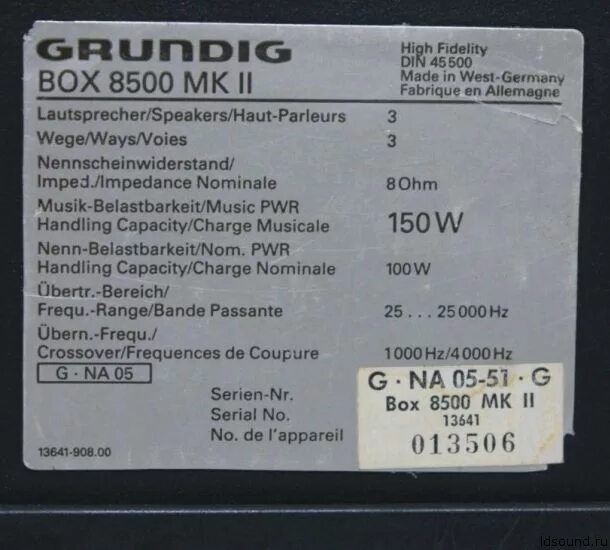 GRUNDIG
BOX 8500 MK II
High Fidelity
DIN 45500
Made in West-Germany
Fabrique en Allemagne
Lautsprecher/Speakers/Haut-Parleurs 3
Wege/Ways/Voies 3
Nennscheinwiderstand/
Imped./Impedance Nominale 8 Ohm
Musik-Belastbarkeit/Music PWR
Handling Capacity/Charge Musicale 150 W
Nenn-Belastbarkeit/Nom. PWR
Handling Capacity/Charge Nominale 100 W
Übertr.-Bereich/
Frequ.-Range/Bande Passante 25 . . . 25 000 Hz
Übern.-Frequ./
Crossover/Frequences de Coupure 1 000 Hz/4 000 Hz
G · NA 05
Serien-Nr.
Serial No.
No. de l'appareil
13641-908.00
G · NA 05-51 · G
Box 8500 MK II
13641
013506
ldsound.ru